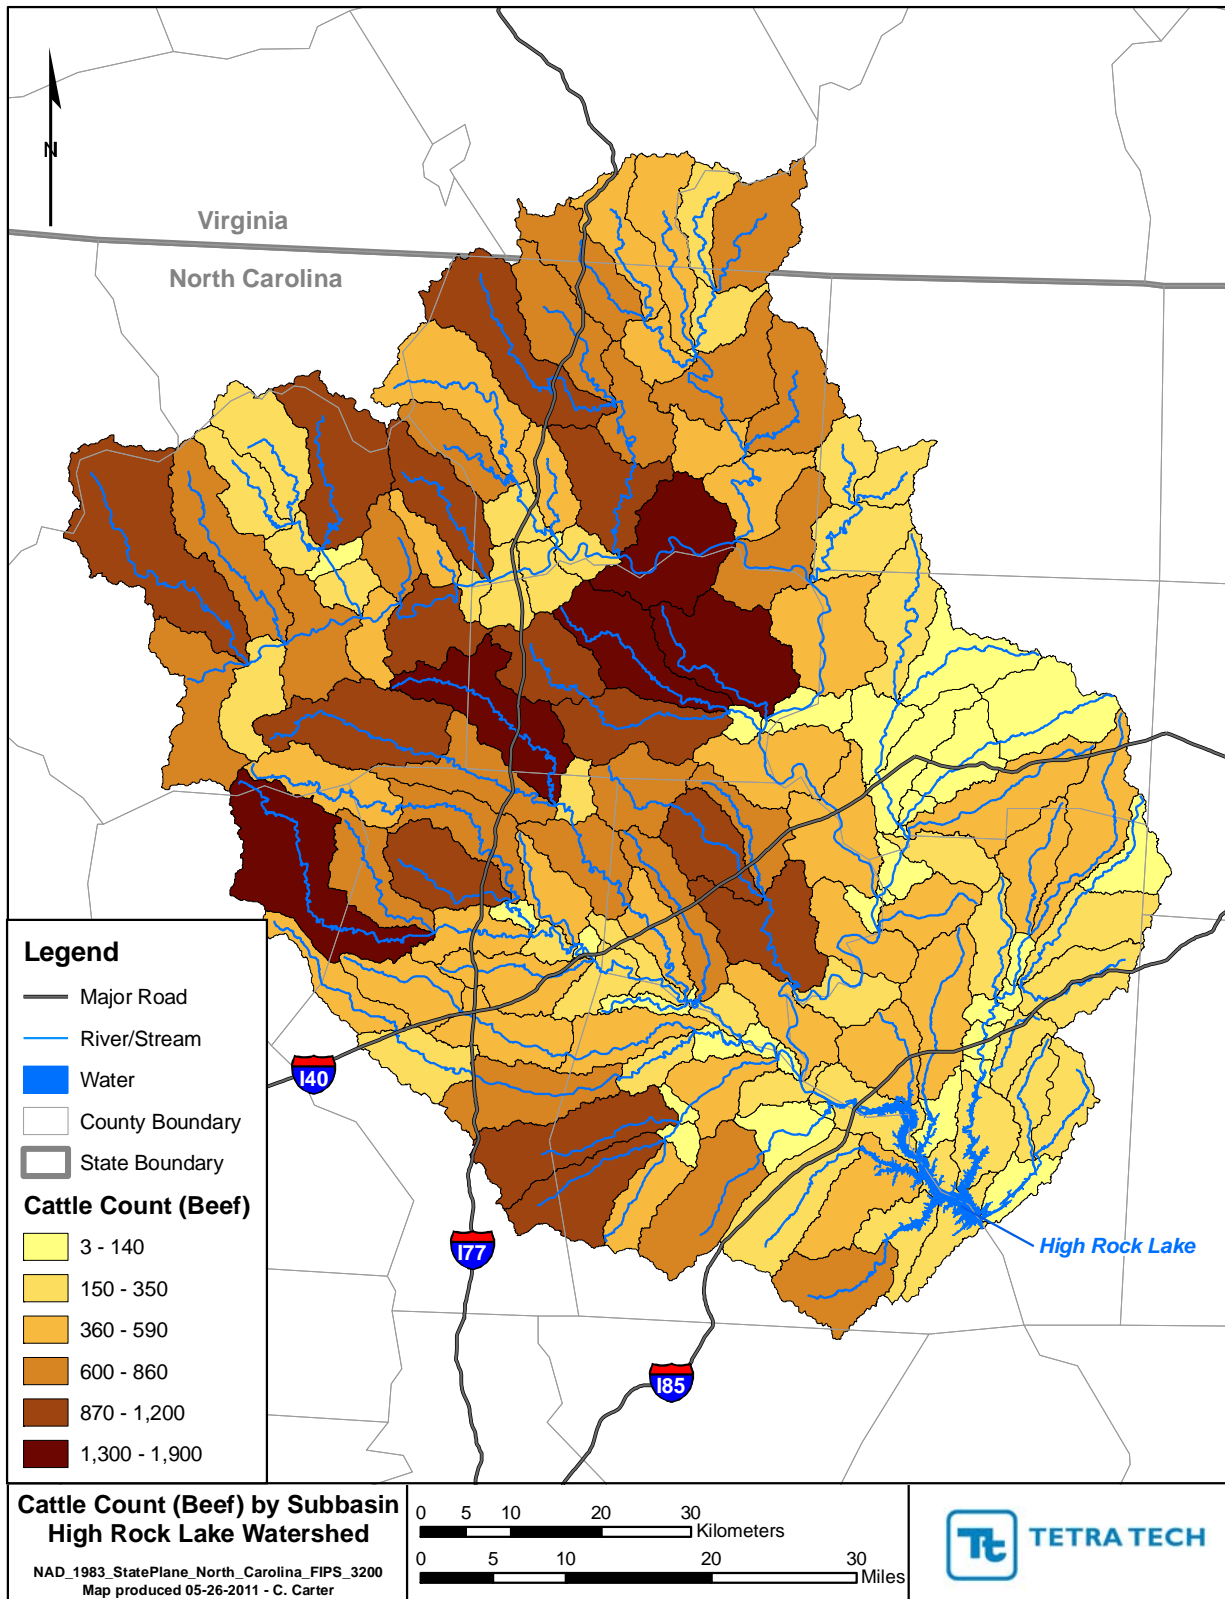 N
Virginia
North Carolina
I40
I77
I85
High Rock Lake
Legend
Major Road
River/Stream
Water
County Boundary
State Boundary
Cattle Count (Beef)
3 - 140
150 - 350
360 - 590
600 - 860
870 - 1,200
1,300 - 1,900
Cattle Count (Beef) by Subbasin
High Rock Lake Watershed
NAD_1983_StatePlane_North_Carolina_FIPS_3200
Map produced 05-26-2011 - C. Carter
0 5 10 20 30
Kilometers
0 5 10 20 30
Miles
Tt
TETRA TECH